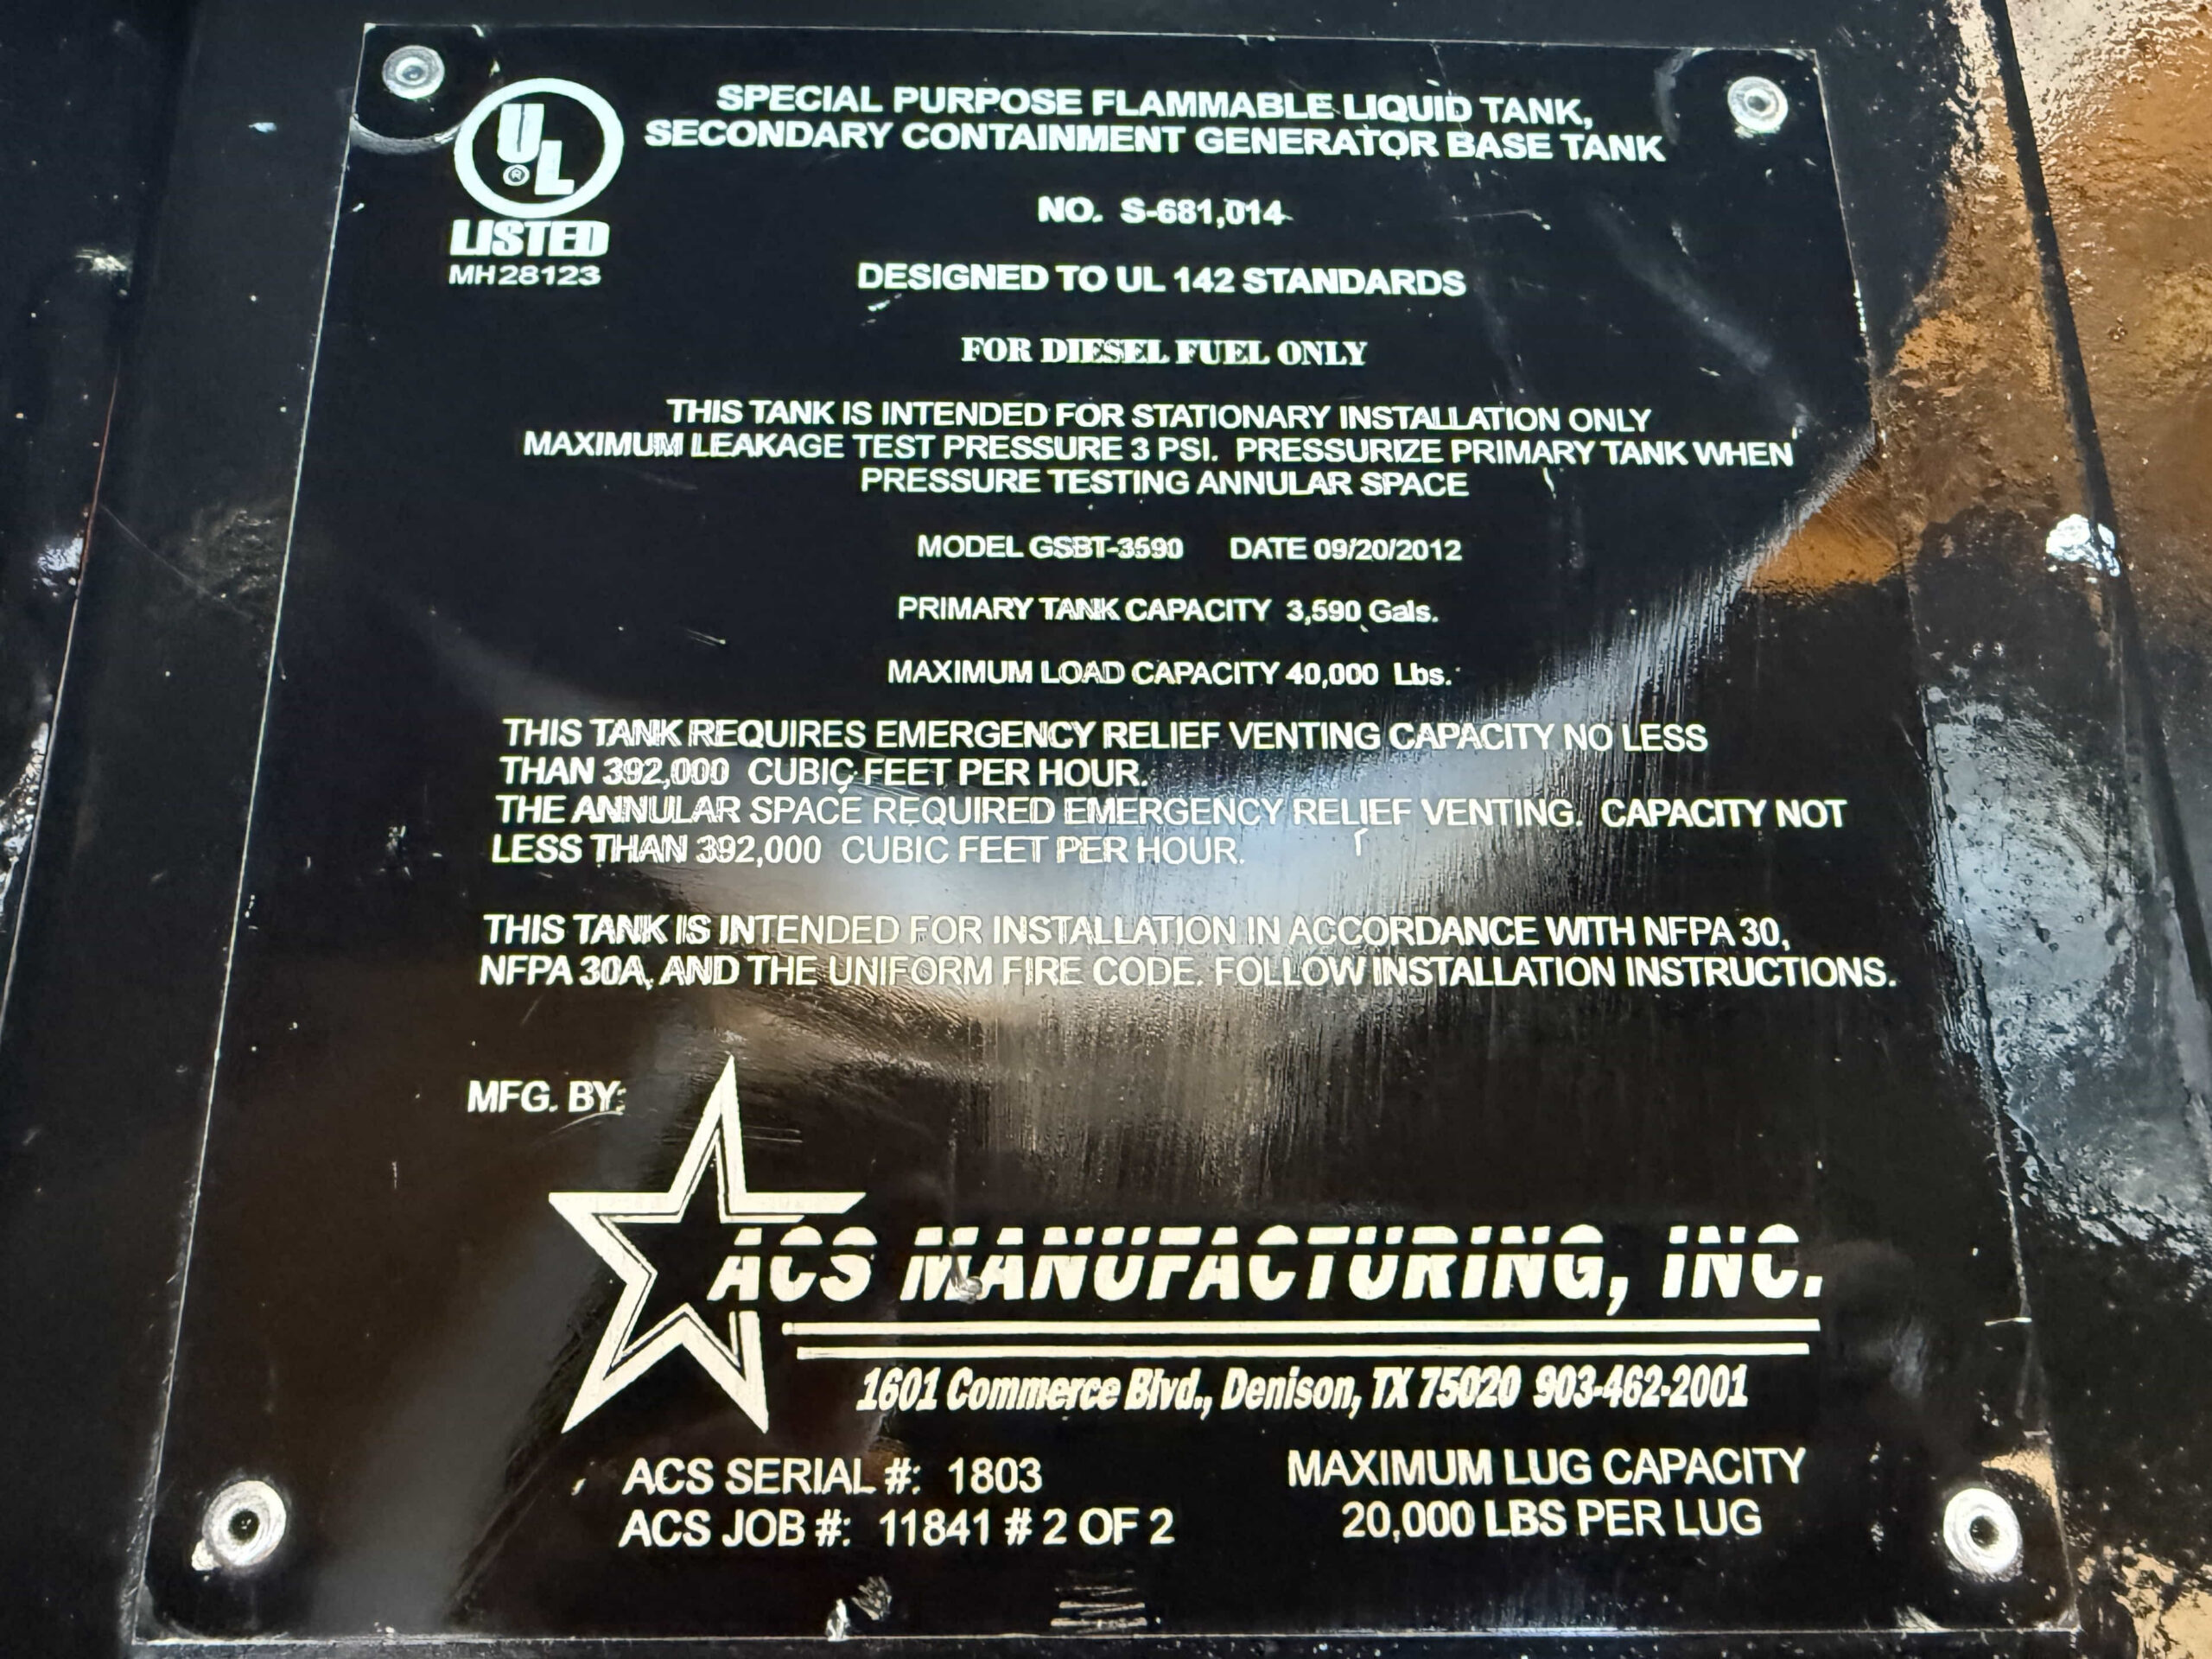 SPECIAL PURPOSE FLAMMABLE LIQUID TANK,
SECONDARY CONTAINMENT GENERATOR BASE TANK
UL
®
LISTED
MH28123
NO. S-681,014
DESIGNED TO UL 142 STANDARDS
FOR DIESEL FUEL ONLY
THIS TANK IS INTENDED FOR STATIONARY INSTALLATION ONLY
MAXIMUM LEAKAGE TEST PRESSURE 3 PSI. PRESSURIZE PRIMARY TANK WHEN
PRESSURE TESTING ANNULAR SPACE
MODEL GSBT-3590 DATE 09/20/2012
PRIMARY TANK CAPACITY 3,590 Gals.
MAXIMUM LOAD CAPACITY 40,000 Lbs.
THIS TANK REQUIRES EMERGENCY RELIEF VENTING CAPACITY NO LESS
THAN 392,000 CUBIC FEET PER HOUR.
THE ANNULAR SPACE REQUIRED EMERGENCY RELIEF VENTING. CAPACITY NOT
LESS THAN 392,000 CUBIC FEET PER HOUR.
THIS TANK IS INTENDED FOR INSTALLATION IN ACCORDANCE WITH NFPA 30,
NFPA 30A, AND THE UNIFORM FIRE CODE. FOLLOW INSTALLATION INSTRUCTIONS.
MFG. BY:
ACS MANUFACTURING, INC.
1601 Commerce Blvd., Denison, TX 75020 903-462-2001
ACS SERIAL #: 1803
ACS JOB #: 11841 # 2 OF 2
MAXIMUM LUG CAPACITY
20,000 LBS PER LUG